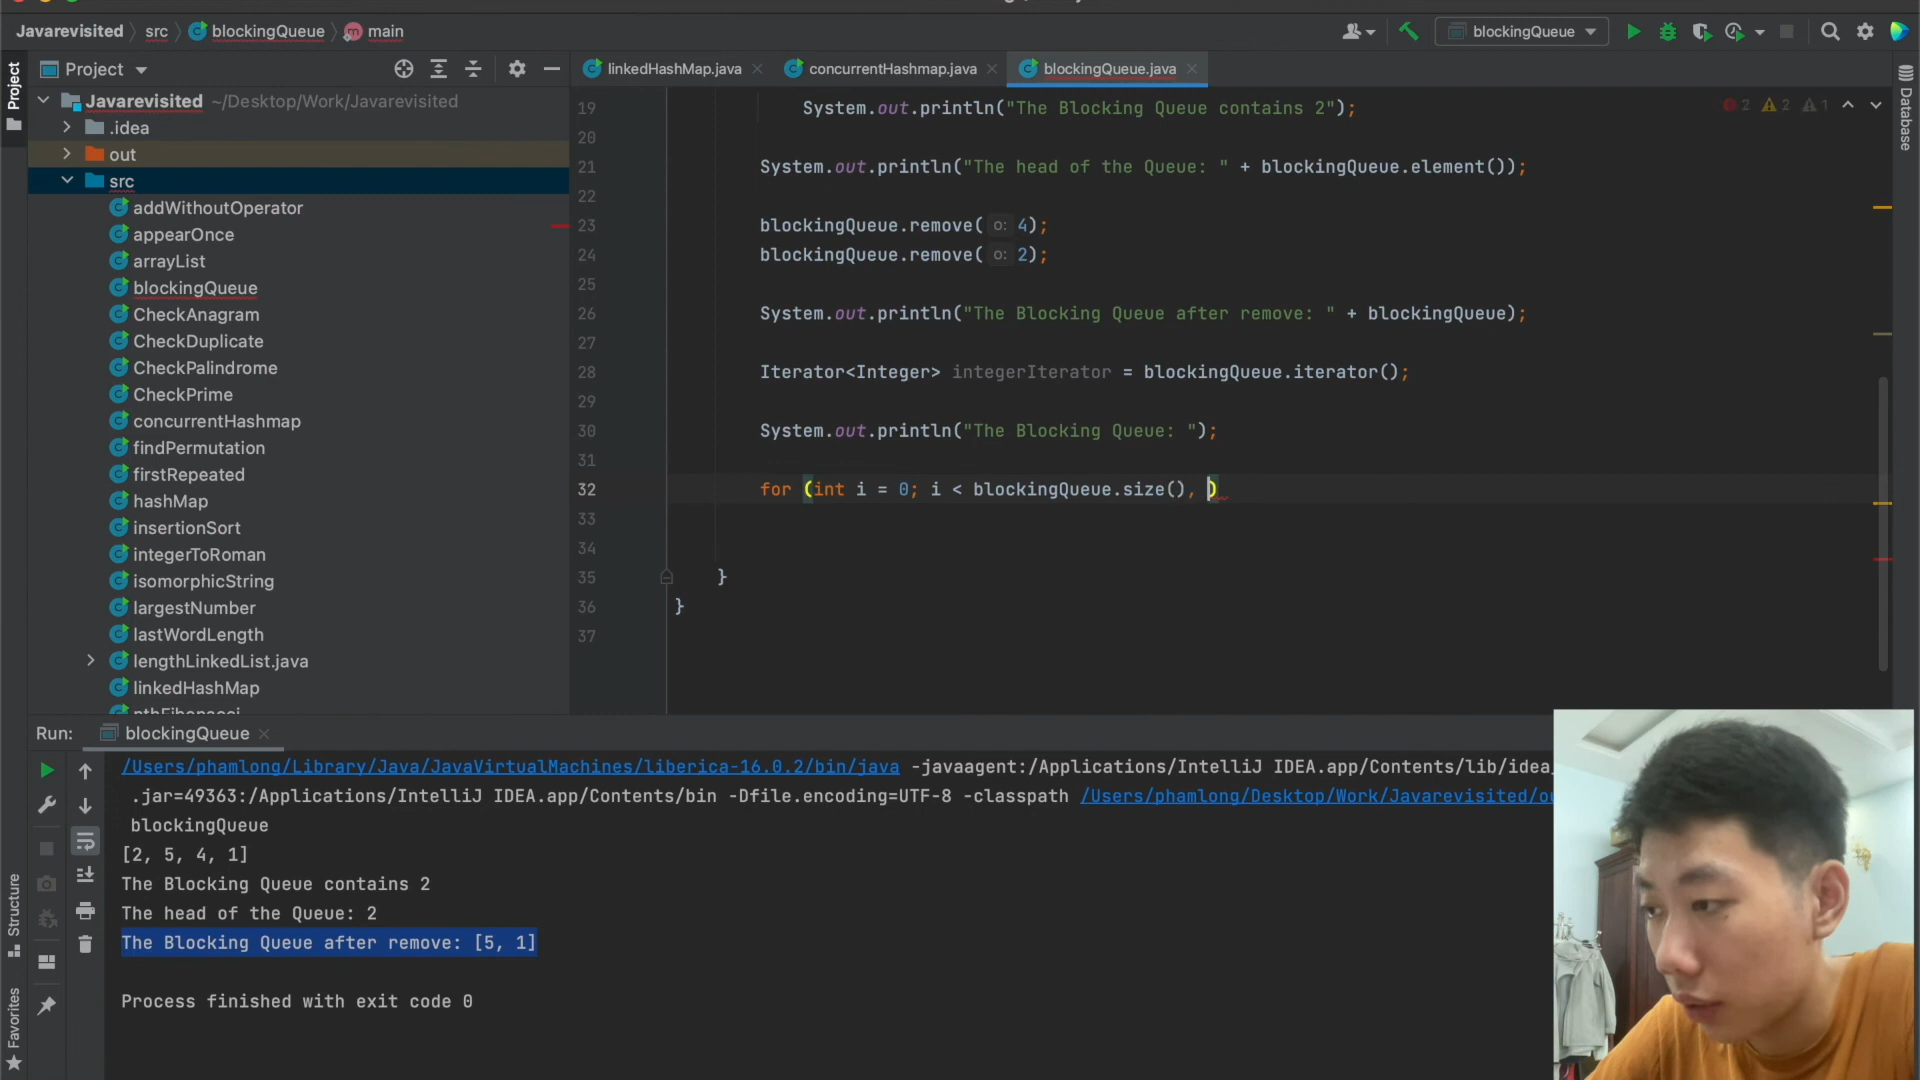 Javarevisited src blockingQueue main
blockingQueue
Project
linkedHashMap.java
concurrentHashmap.java
blockingQueue.java
Project
Database
Javarevisited ~/Desktop/Work/Javarevisited
.idea
out
src
addWithoutOperator
appearOnce
arrayList
blockingQueue
CheckAnagram
CheckDuplicate
CheckPalindrome
CheckPrime
concurrentHashmap
findPermutation
firstRepeated
hashMap
insertionSort
integerToRoman
isomorphicString
largestNumber
lastWordLength
lengthLinkedList.java
linkedHashMap
nthFibonacci
2 2 1
19 System.out.println("The Blocking Queue contains 2");
20
21 System.out.println("The head of the Queue: " + blockingQueue.element());
22
23 blockingQueue.remove( o: 4);
24 blockingQueue.remove( o: 2);
25
26 System.out.println("The Blocking Queue after remove: " + blockingQueue);
27
28 Iterator<Integer> integerIterator = blockingQueue.iterator();
29
30 System.out.println("The Blocking Queue: ");
31
32 for (int i = 0; i < blockingQueue.size(), )
33
34
35 }
36 }
37
Run: blockingQueue
/Users/phamlong/Library/Java/JavaVirtualMachines/liberica-16.0.2/bin/java -javaagent:/Applications/IntelliJ IDEA.app/Contents/lib/idea_
.jar=49363:/Applications/IntelliJ IDEA.app/Contents/bin -Dfile.encoding=UTF-8 -classpath /Users/phamlong/Desktop/Work/Javarevisited/ou
blockingQueue
[2, 5, 4, 1]
The Blocking Queue contains 2
The head of the Queue: 2
The Blocking Queue after remove: [5, 1]
Process finished with exit code 0
Structure
Favorites